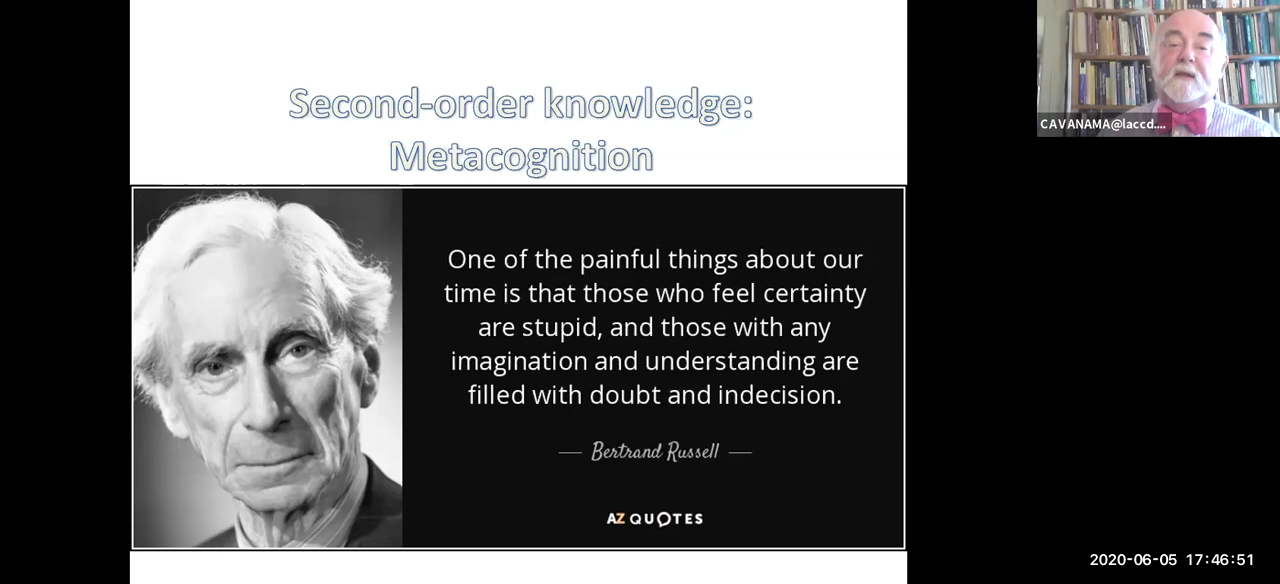 Second-order knowledge:
Metacognition
One of the painful things about our
time is that those who feel certainty
are stupid, and those with any
imagination and understanding are
filled with doubt and indecision.
Bertrand Russell
AZ QUOTES
CAVANAMA@laccd....
2020-06-05 17:46:51